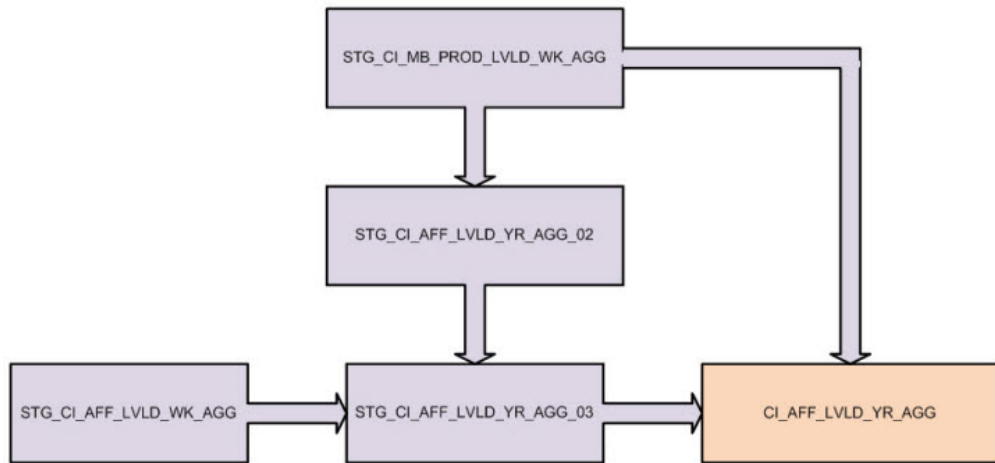 STG_CI_MB_PROD_LVLD_WK_AGG
STG_CI_AFF_LVLD_YR_AGG_02
STG_CI_AFF_LVLD_WK_AGG
STG_CI_AFF_LVLD_YR_AGG_03
CI_AFF_LVLD_YR_AGG